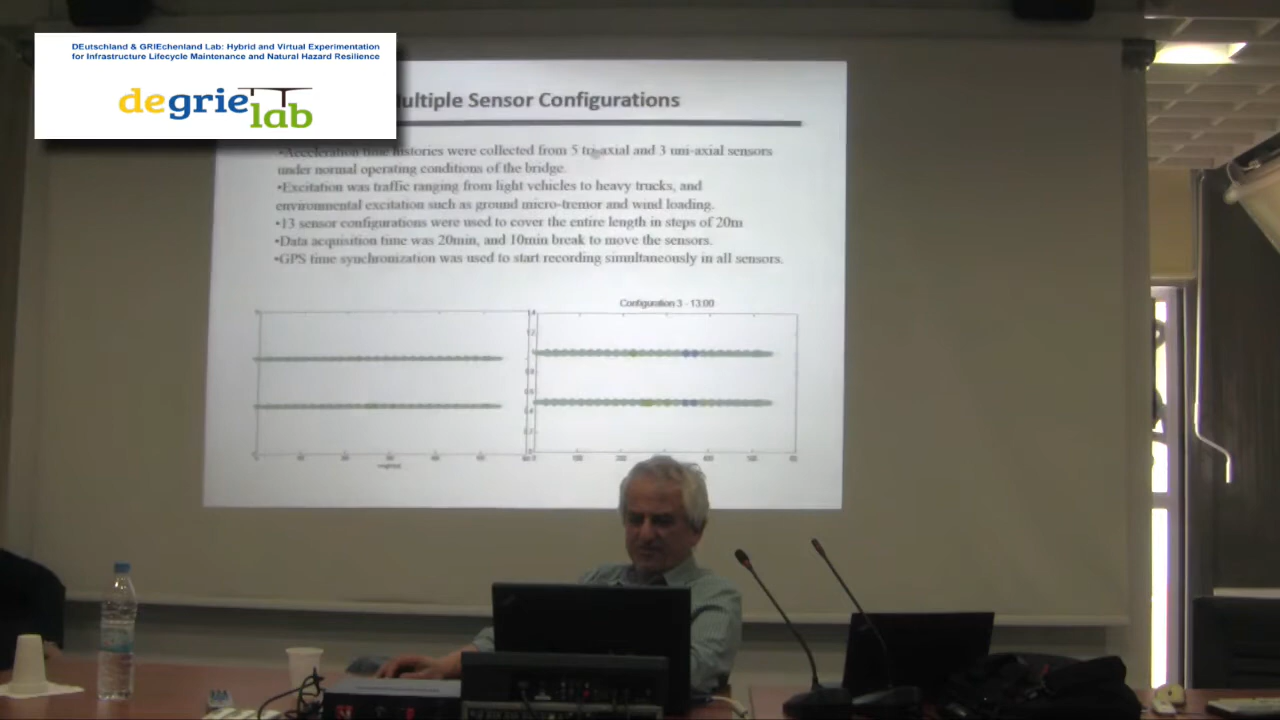 DEutschland & GRIEchenland Lab: Hybrid and Virtual Experimentation
for Infrastructure Lifecycle Maintenance and Natural Hazard Resilience
degrie lab
ultiple Sensor Configurations
•Acceleration time histories were collected from 5 tri-axial and 3 uni-axial sensors
under normal operating conditions of the bridge.
•Excitation was traffic ranging from light vehicles to heavy trucks, and
environmental excitation such as ground micro-tremor and wind loading.
•13 sensor configurations were used to cover the entire length in steps of 20m
•Data acquisition time was 20min, and 10min break to move the sensors.
•GPS time synchronization was used to start recording simultaneously in all sensors.
Configuration 3 - 13:00